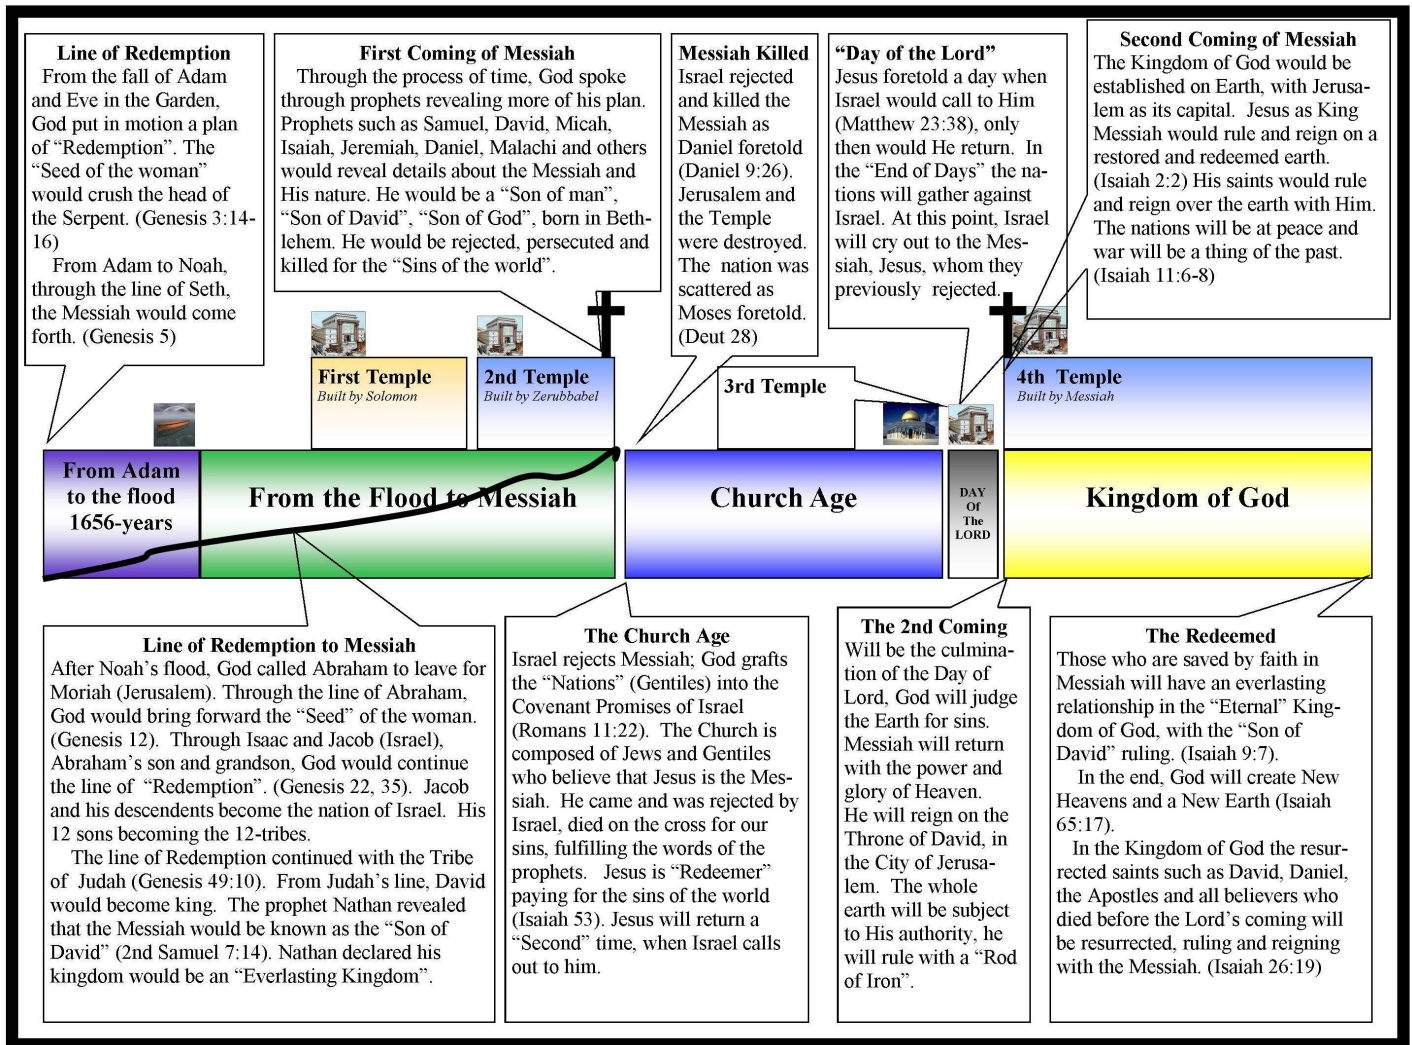 Line of Redemption
From the fall of Adam
and Eve in the Garden,
God put in motion a plan
of “Redemption”. The
“Seed of the woman”
would crush the head of
the Serpent. (Genesis 3:14-
16)
From Adam to Noah,
through the line of Seth,
the Messiah would come
forth. (Genesis 5)
First Coming of Messiah
Through the process of time, God spoke
through prophets revealing more of his plan.
Prophets such as Samuel, David, Micah,
Isaiah, Jeremiah, Daniel, Malachi and others
would reveal details about the Messiah and
His nature. He would be a “Son of man”,
“Son of David”, “Son of God”, born in Beth-
lehem. He would be rejected, persecuted and
killed for the “Sins of the world”.
Messiah Killed
Israel rejected
and killed the
Messiah as
Daniel foretold
(Daniel 9:26).
Jerusalem and
the Temple
were destroyed.
The nation was
scattered as
Moses foretold.
(Deut 28)
“Day of the Lord”
Jesus foretold a day when
Israel would call to Him
(Matthew 23:38), only
then would He return. In
the “End of Days” the na-
tions will gather against
Israel. At this point, Israel
will cry out to the Mes-
siah, Jesus, whom they
previously rejected.
Second Coming of Messiah
The Kingdom of God would be
established on Earth, with Jerusa-
lem as its capital. Jesus as King
Messiah would rule and reign on a
restored and redeemed earth.
(Isaiah 2:2) His saints would rule
and reign over the earth with Him.
The nations will be at peace and
war will be a thing of the past.
(Isaiah 11:6-8)
First Temple
Built by Solomon
2nd Temple
Built by Zerubbabel
3rd Temple
4th Temple
Built by Messiah
From Adam
to the flood
1656-years
From the Flood to Messiah
Church Age
DAY
Of
The
LORD
Kingdom of God
Line of Redemption to Messiah
After Noah’s flood, God called Abraham to leave for
Moriah (Jerusalem). Through the line of Abraham,
God would bring forward the “Seed” of the woman.
(Genesis 12). Through Isaac and Jacob (Israel),
Abraham’s son and grandson, God would continue
the line of “Redemption”. (Genesis 22, 35). Jacob
and his descendents become the nation of Israel. His
12 sons becoming the 12-tribes.
The line of Redemption continued with the Tribe
of Judah (Genesis 49:10). From Judah’s line, David
would become king. The prophet Nathan revealed
that the Messiah would be known as the “Son of
David” (2nd Samuel 7:14). Nathan declared his
kingdom would be an “Everlasting Kingdom”.
The Church Age
Israel rejects Messiah; God grafts
the “Nations” (Gentiles) into the
Covenant Promises of Israel
(Romans 11:22). The Church is
composed of Jews and Gentiles
who believe that Jesus is the Mes-
siah. He came and was rejected by
Israel, died on the cross for our
sins, fulfilling the words of the
prophets. Jesus is “Redeemer”
paying for the sins of the world
(Isaiah 53). Jesus will return a
“Second” time, when Israel calls
out to him.
The 2nd Coming
Will be the culmina-
tion of the Day of
Lord, God will judge
the Earth for sins.
Messiah will return
with the power and
glory of Heaven.
He will reign on the
Throne of David, in
the City of Jerusa-
lem. The whole
earth will be subject
to His authority, he
will rule with a “Rod
of Iron”.
The Redeemed
Those who are saved by faith in
Messiah will have an everlasting
relationship in the “Eternal” King-
dom of God, with the “Son of
David” ruling. (Isaiah 9:7).
In the end, God will create New
Heavens and a New Earth (Isaiah
65:17).
In the Kingdom of God the resur-
rected saints such as David, Daniel,
the Apostles and all believers who
died before the Lord’s coming will
be resurrected, ruling and reigning
with the Messiah. (Isaiah 26:19)